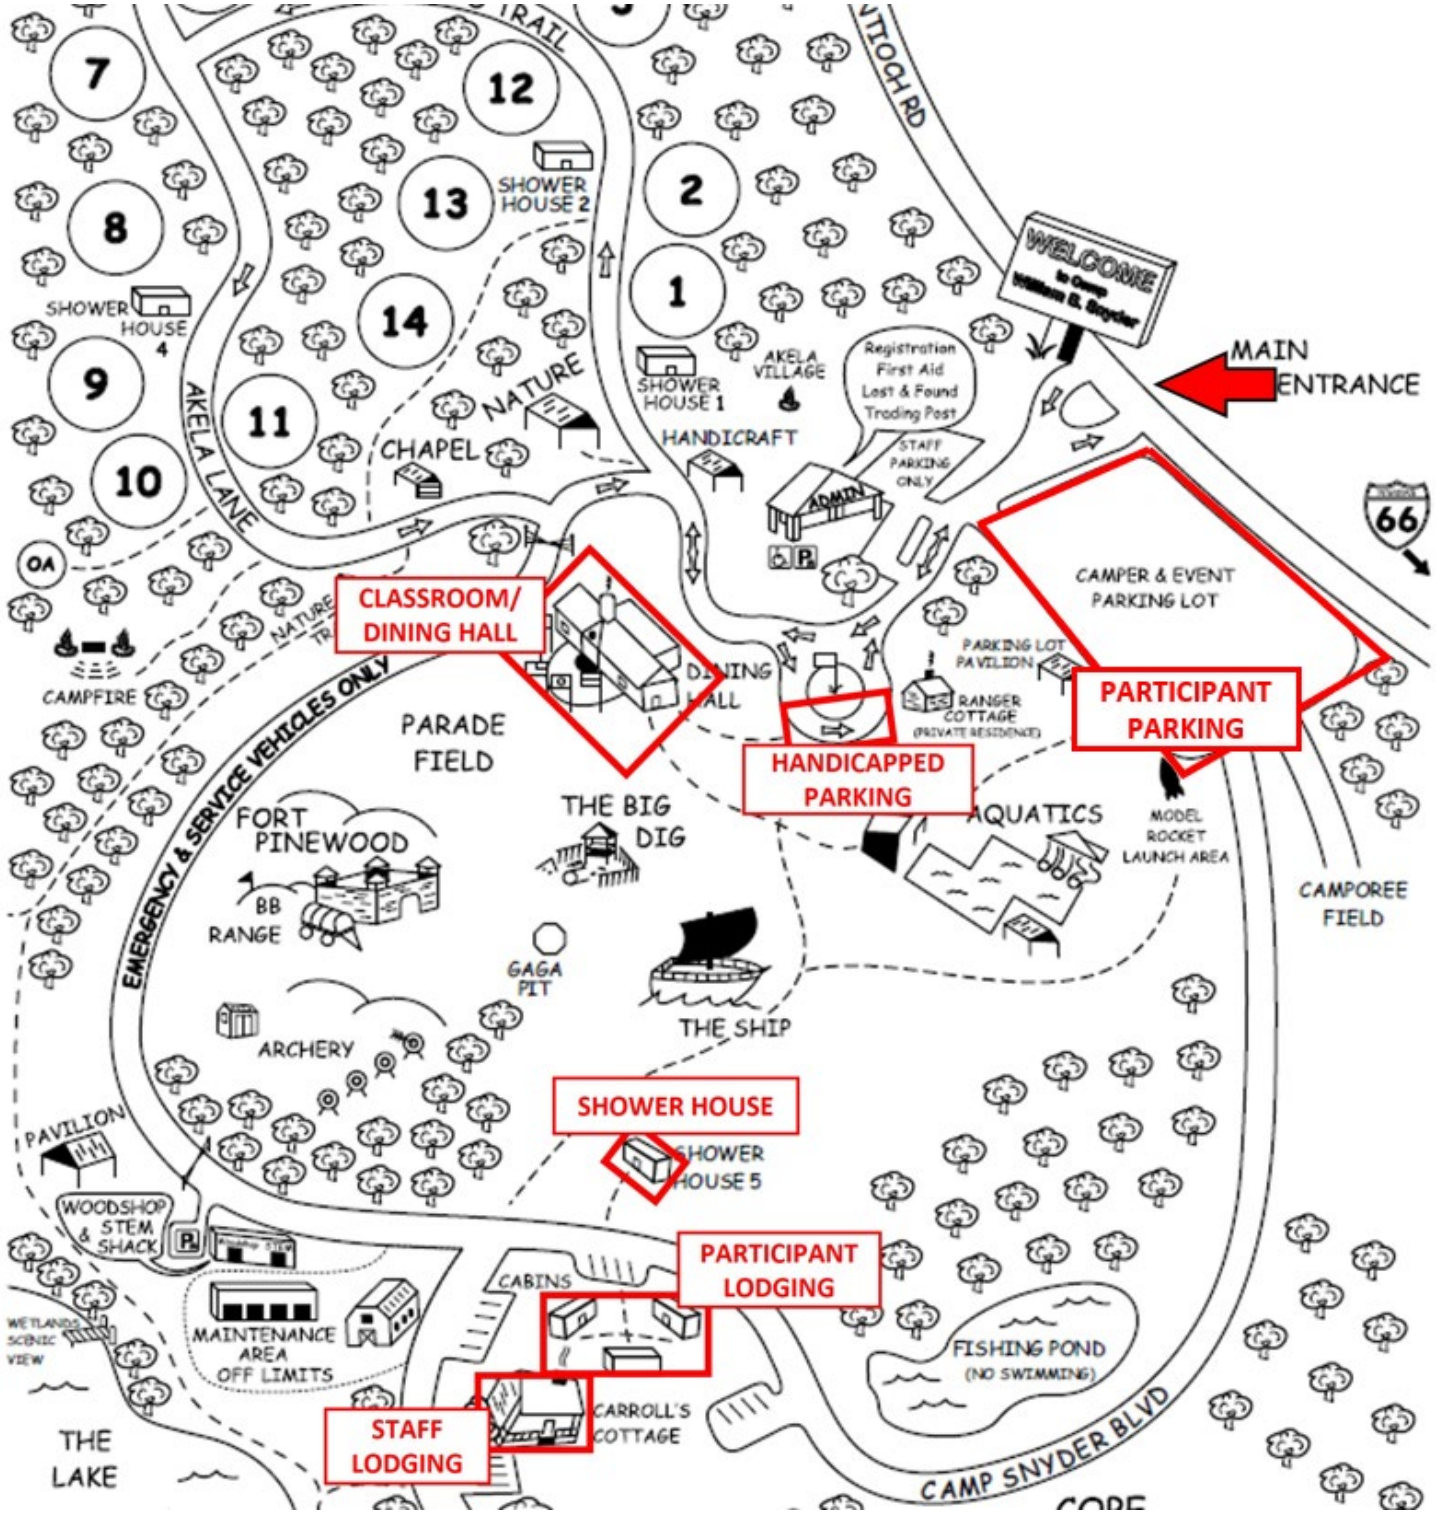 TRAIL
NTIOCH RD
7
12
SHOWER
HOUSE 2
2
13
8
WELCOME
to Camp
William B. Snyder
1
14
SHOWER
HOUSE
4
MAIN
ENTRANCE
Registration
First Aid
Lost & Found
Trading Post
AKELA
VILLAGE
SHOWER
HOUSE 1
9
NATURE
AKELA LANE
11
HANDICRAFT
CHAPEL
STAFF
PARKING
ONLY
10
ADMIN
P
66
OA
CAMPER & EVENT
PARKING LOT
CLASSROOM/
DINING HALL
NATURE
TR
PARKING LOT
PAVILION
DINING
HALL
CAMPFIRE
RANGER
COTTAGE
(PRIVATE RESIDENCE)
PARTICIPANT
PARKING
PARADE
FIELD
EMERGENCY & SERVICE VEHICLES ONLY
HANDICAPPED
PARKING
FORT
PINEWOOD
THE BIG
DIG
AQUATICS
MODEL
ROCKET
LAUNCH AREA
BB
RANGE
CAMPOREE
FIELD
GAGA
PIT
THE SHIP
ARCHERY
SHOWER HOUSE
PAVILION
SHOWER
HOUSE 5
WOODSHOP
STEM
& SHACK
P
PARTICIPANT
LODGING
CABINS
MAINTENANCE
AREA
OFF LIMITS
WETLANDS
SCENIC
VIEW
FISHING POND
(NO SWIMMING)
CARROLL'S
COTTAGE
STAFF
LODGING
THE
LAKE
CAMP SNYDER BLVD